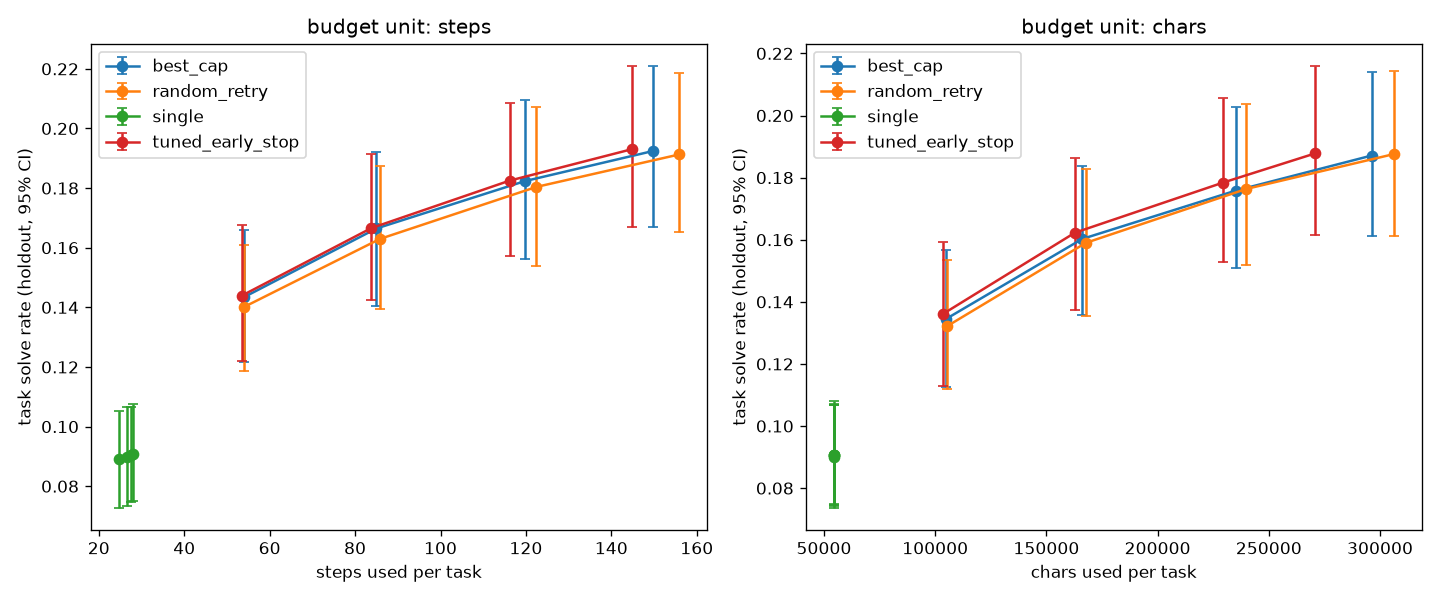 budget unit: steps
best_cap
random_retry
single
tuned_early_stop
task solve rate (holdout, 95% CI)
0.22
0.20
0.18
0.16
0.14
0.12
0.10
0.08
20 40 60 80 100 120 140 160
steps used per task
budget unit: chars
best_cap
random_retry
single
tuned_early_stop
task solve rate (holdout, 95% CI)
0.22
0.20
0.18
0.16
0.14
0.12
0.10
0.08
50000 100000 150000 200000 250000 300000
chars used per task